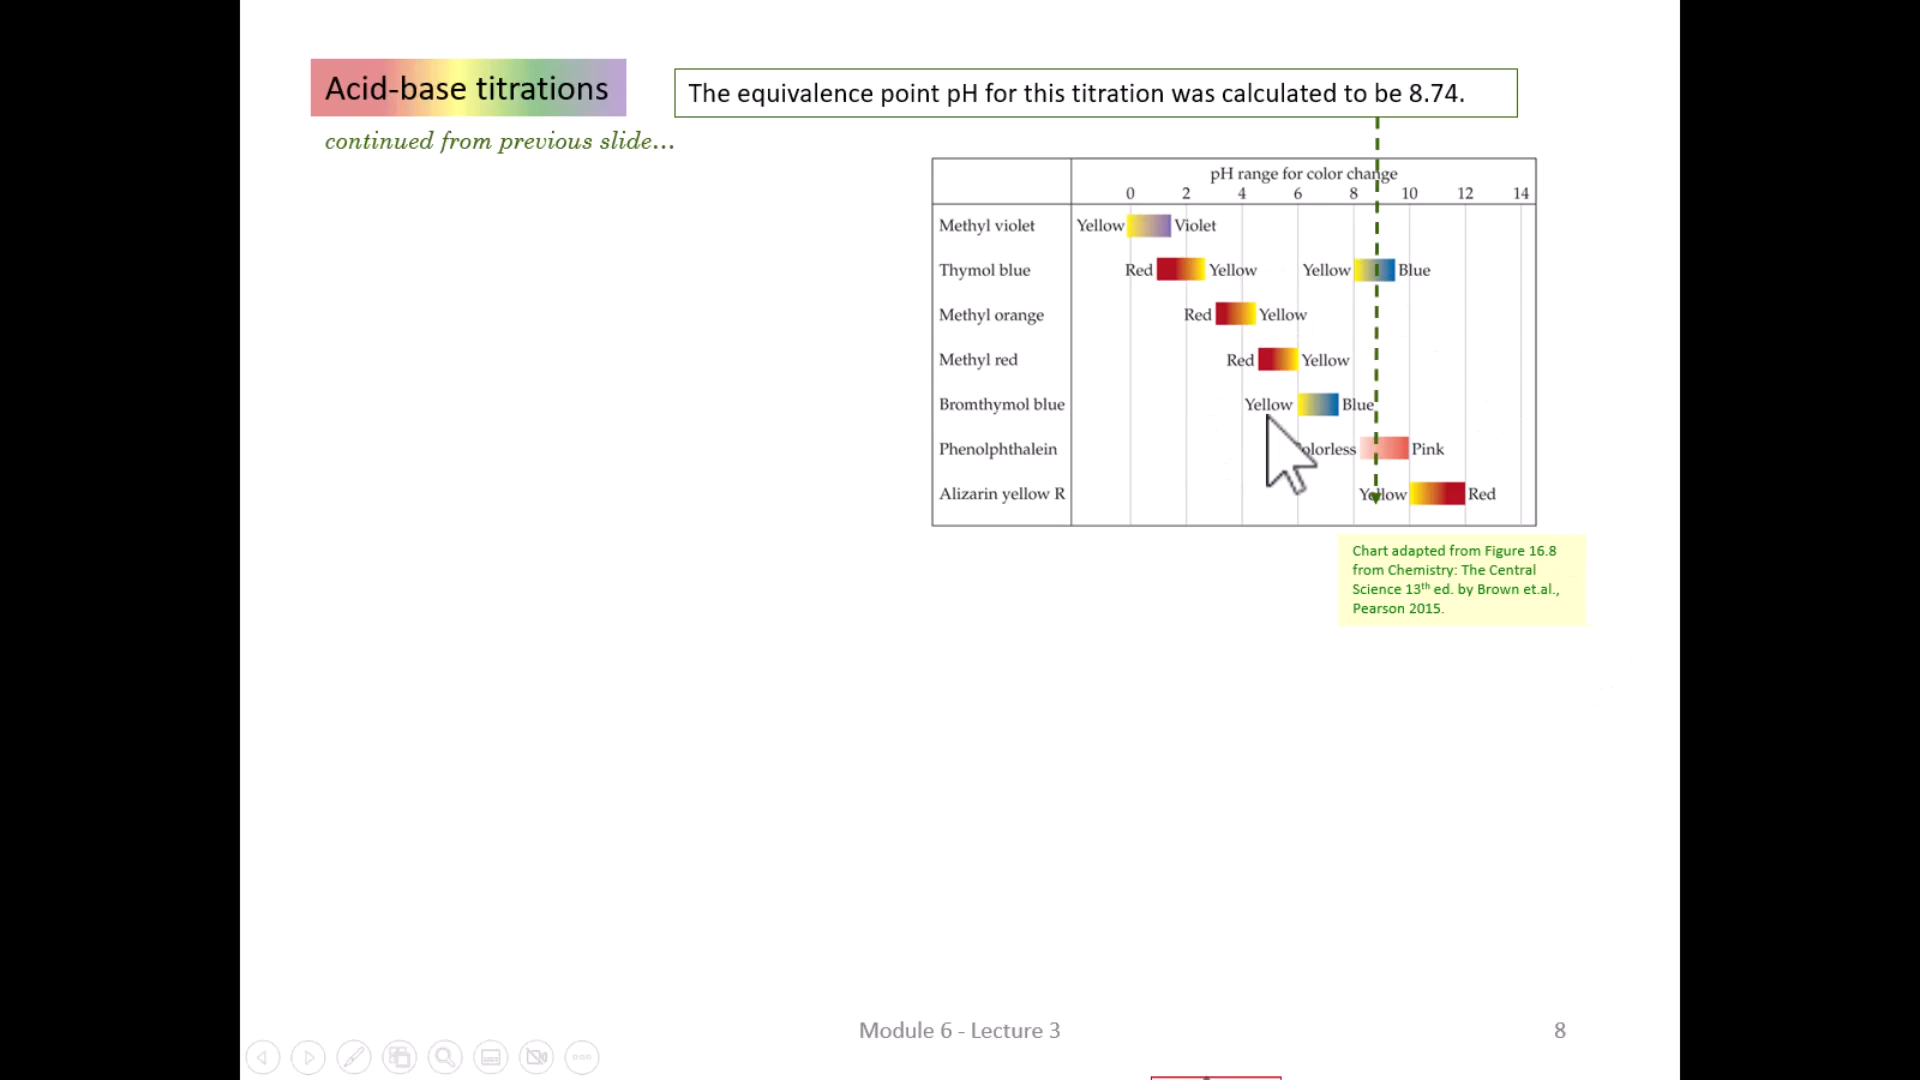 Acid-base titrations
The equivalence point pH for this titration was calculated to be 8.74.
continued from previous slide...
pH range for color change
0 2 4 6 8 10 12 14
Methyl violet Yellow Violet
Thymol blue Red Yellow Yellow Blue
Methyl orange Red Yellow
Methyl red Red Yellow
Bromthymol blue Yellow Blue
Phenolphthalein olorless Pink
Alizarin yellow R Yellow Red
Chart adapted from Figure 16.8
from Chemistry: The Central
Science 13th ed. by Brown et.al.,
Pearson 2015.
Module 6 - Lecture 3
8